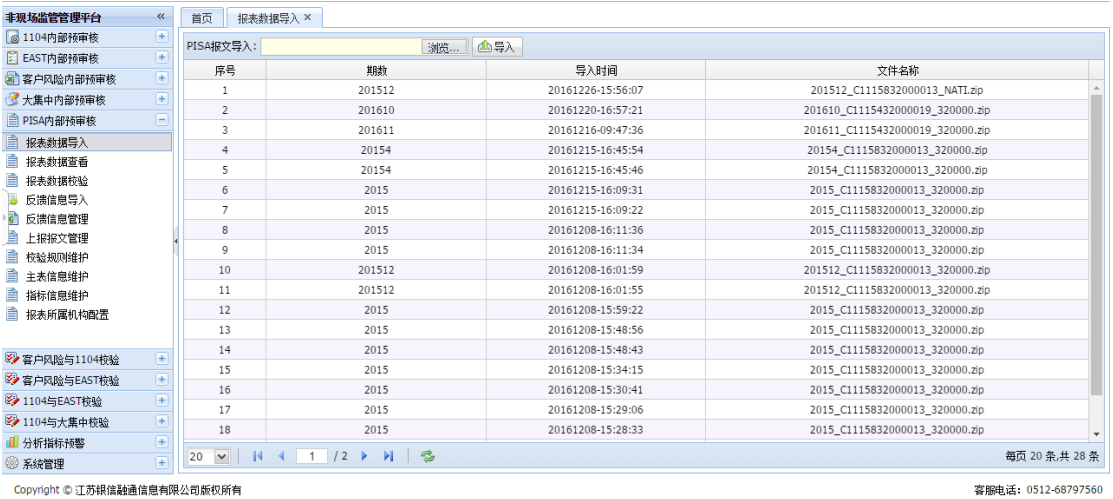 非现场监管管理平台 «
1104内部预审核
EAST内部预审核
客户风险内部预审核
大集中内部预审核
PISA内部预审核
报表数据导入
报表数据查看
报表数据校验
反馈信息导入
反馈信息管理
上报报文管理
校验规则维护
主表信息维护
指标信息维护
报表所属机构配置
客户风险与1104校验
客户风险与EAST校验
1104与EAST校验
1104与大集中校验
分析指标预警
系统管理
首页 报表数据导入 ×
PISA报文导入: 浏览... 导入
序号 期数 导入时间 文件名称
1 201512 20161226-15:56:07 201512_C1115832000013_NATI.zip
2 201610 20161220-16:57:21 201610_C1115432000019_320000.zip
3 201611 20161216-09:47:36 201611_C1115432000019_320000.zip
4 20154 20161215-16:45:54 20154_C1115832000013_320000.zip
5 20154 20161215-16:45:46 20154_C1115832000013_320000.zip
6 2015 20161215-16:09:31 2015_C1115832000013_320000.zip
7 2015 20161215-16:09:22 2015_C1115832000013_320000.zip
8 2015 20161208-16:11:36 2015_C1115832000013_320000.zip
9 2015 20161208-16:11:34 2015_C1115832000013_320000.zip
10 201512 20161208-16:01:59 201512_C1115832000013_320000.zip
11 201512 20161208-16:01:55 201512_C1115832000013_320000.zip
12 2015 20161208-15:59:22 2015_C1115832000013_320000.zip
13 2015 20161208-15:48:56 2015_C1115832000013_320000.zip
14 2015 20161208-15:48:43 2015_C1115832000013_320000.zip
15 2015 20161208-15:34:15 2015_C1115832000013_320000.zip
16 2015 20161208-15:30:41 2015_C1115832000013_320000.zip
17 2015 20161208-15:29:06 2015_C1115832000013_320000.zip
18 2015 20161208-15:28:33 2015_C1115832000013_320000.zip
20 1 /2 每页 20 条,共 28 条
Copyright © 江苏银信融通信息有限公司版权所有 客服电话：0512-68797560